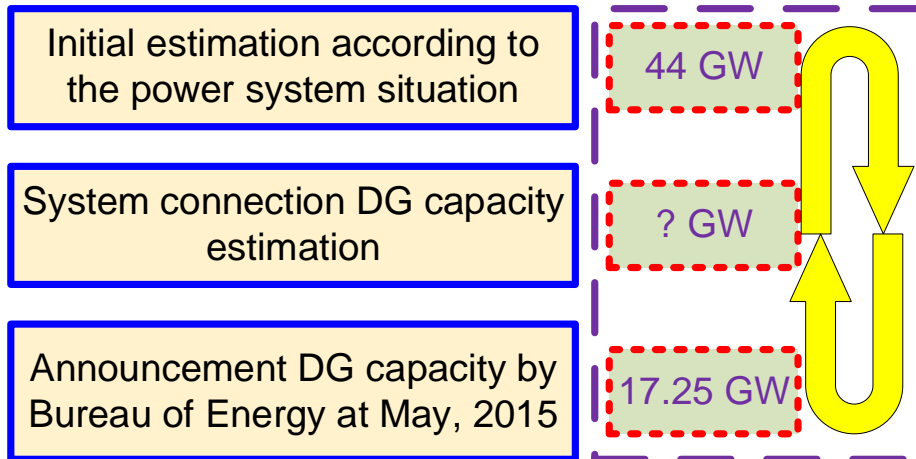 Initial estimation according to
the power system situation
44 GW
System connection DG capacity
estimation
? GW
Announcement DG capacity by
Bureau of Energy at May, 2015
17.25 GW